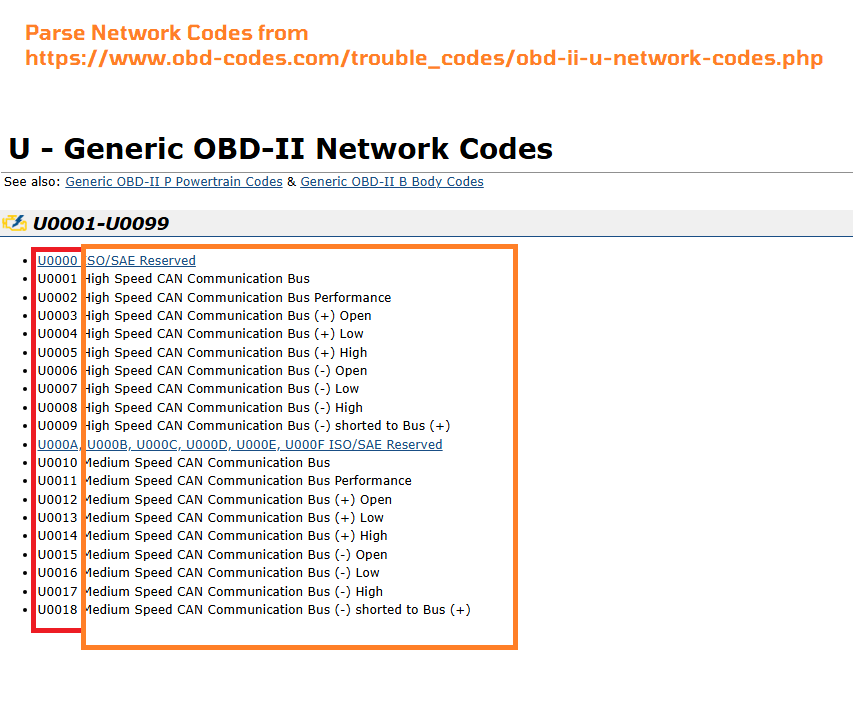 Parse Network Codes from
https://www.obd-codes.com/trouble_codes/obd-ii-u-network-codes.php
U - Generic OBD-II Network Codes
See also: Generic OBD-II P Powertrain Codes & Generic OBD-II B Body Codes
U0001-U0099
U0000 ISO/SAE Reserved
U0001 High Speed CAN Communication Bus
U0002 High Speed CAN Communication Bus Performance
U0003 High Speed CAN Communication Bus (+) Open
U0004 High Speed CAN Communication Bus (+) Low
U0005 High Speed CAN Communication Bus (+) High
U0006 High Speed CAN Communication Bus (-) Open
U0007 High Speed CAN Communication Bus (-) Low
U0008 High Speed CAN Communication Bus (-) High
U0009 High Speed CAN Communication Bus (-) shorted to Bus (+)
U000A, U000B, U000C, U000D, U000E, U000F ISO/SAE Reserved
U0010 Medium Speed CAN Communication Bus
U0011 Medium Speed CAN Communication Bus Performance
U0012 Medium Speed CAN Communication Bus (+) Open
U0013 Medium Speed CAN Communication Bus (+) Low
U0014 Medium Speed CAN Communication Bus (+) High
U0015 Medium Speed CAN Communication Bus (-) Open
U0016 Medium Speed CAN Communication Bus (-) Low
U0017 Medium Speed CAN Communication Bus (-) High
U0018 Medium Speed CAN Communication Bus (-) shorted to Bus (+)